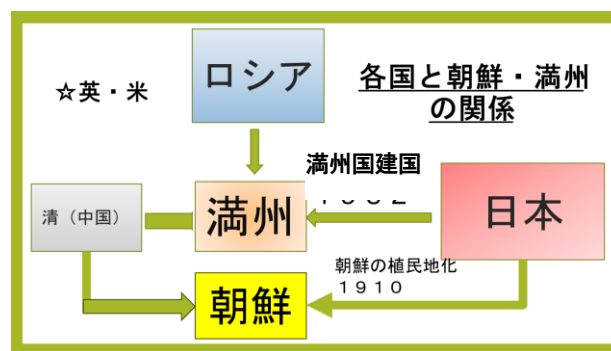 ロシア
☆英・米
各国と朝鮮・満州
の関係
満州国建国
清（中国）
満州
日本
朝鮮の植民地化
１９１０
朝鮮